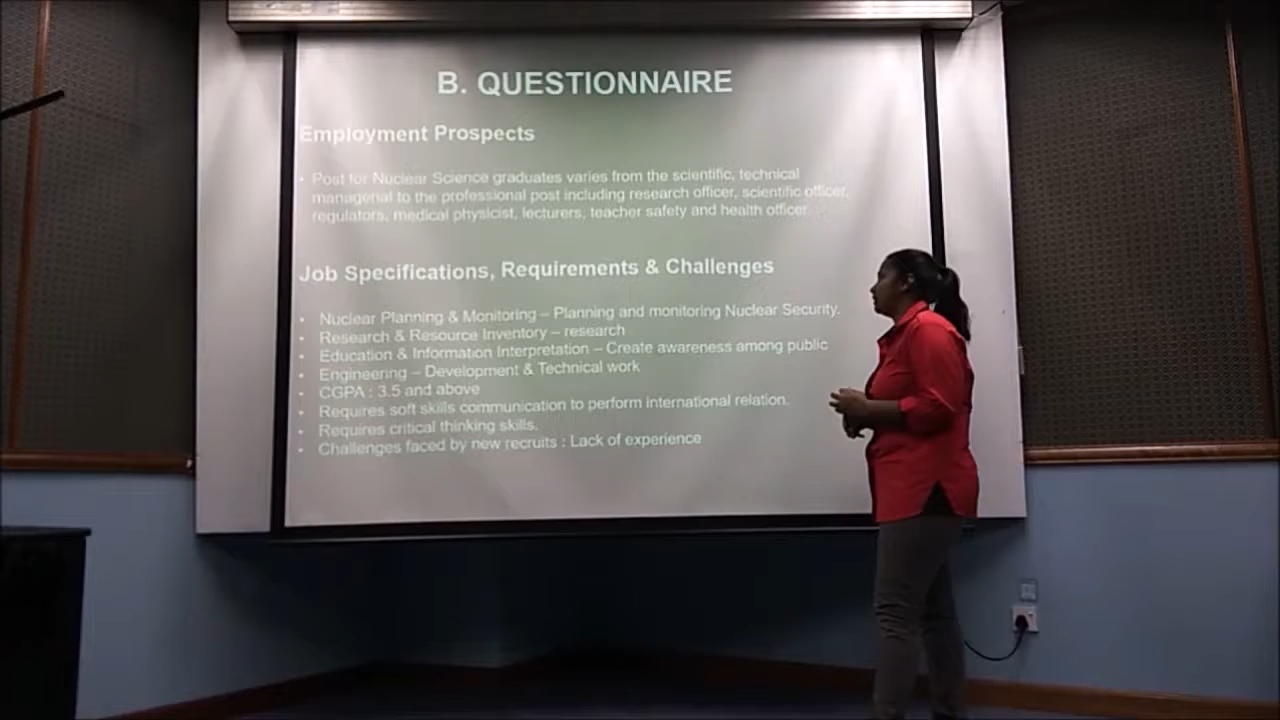 B. QUESTIONNAIRE
Employment Prospects
• Post for Nuclear Science graduates varies from the scientific, technical
managerial to the professional post including research officer, scientific officer,
regulators, medical physicist, lecturers, teacher safety and health officer.
Job Specifications, Requirements & Challenges
• Nuclear Planning & Monitoring – Planning and monitoring Nuclear Security.
• Research & Resource Inventory – research
• Education & Information Interpretation – Create awareness among public
• Engineering – Development & Technical work
• CGPA : 3.5 and above
• Requires soft skills communication to perform international relation.
• Requires critical thinking skills.
• Challenges faced by new recruits : Lack of experience